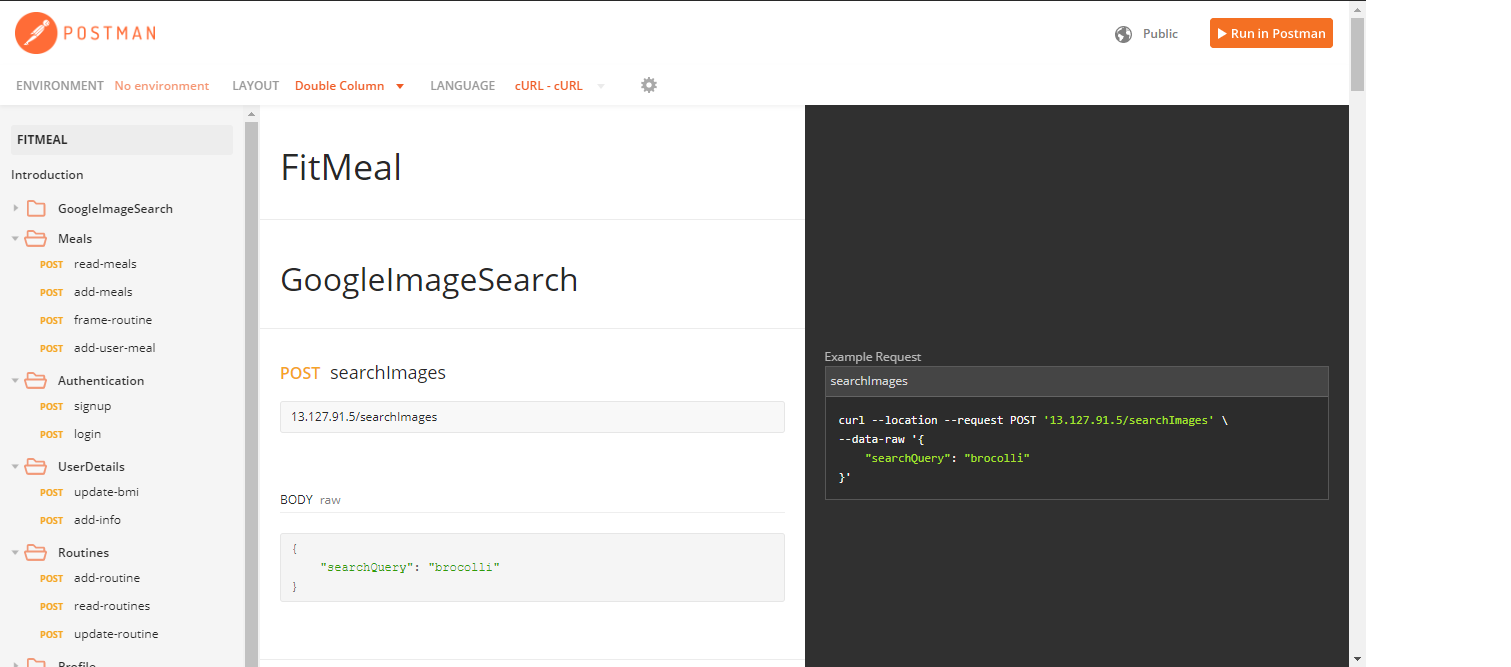 POSTMAN
Public
Run in Postman
ENVIRONMENT No environment LAYOUT Double Column LANGUAGE cURL - cURL
FITMEAL
Introduction
GoogleImageSearch
Meals
POST read-meals
POST add-meals
POST frame-routine
POST add-user-meal
Authentication
POST signup
POST login
UserDetails
POST update-bmi
POST add-info
Routines
POST add-routine
POST read-routines
POST update-routine
Profile
FitMeal
GoogleImageSearch
POST searchImages
13.127.91.5/searchImages
BODY raw
{
"searchQuery": "brocolli"
}
Example Request
searchImages
curl --location --request POST '13.127.91.5/searchImages' \
--data-raw '{
"searchQuery": "brocolli"
}'